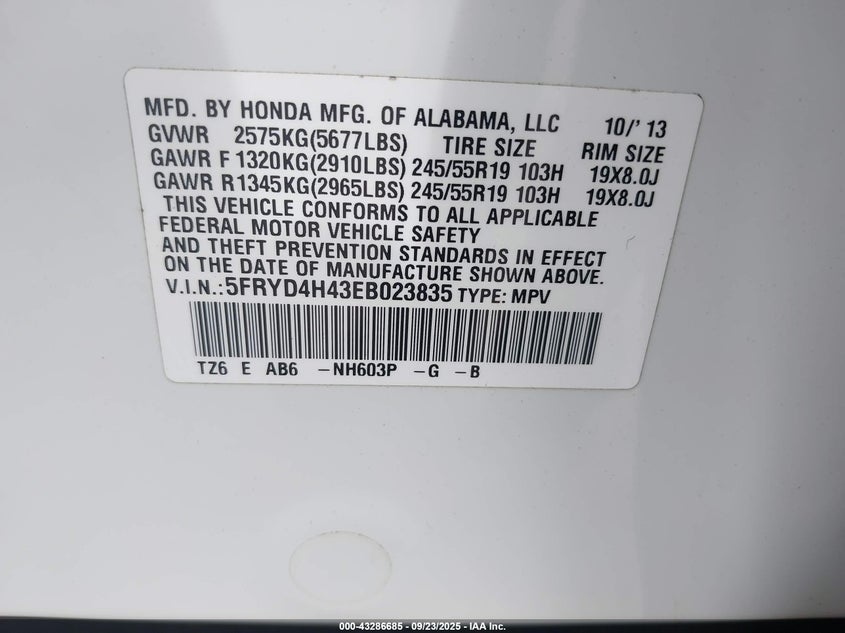 MFD. BY HONDA MFG. OF ALABAMA, LLC 10/'13
GVWR 2575KG(5677LBS) TIRE SIZE RIM SIZE
GAWR F 1320KG(2910LBS) 245/55R19 103H 19X8.0J
GAWR R 1345KG(2965LBS) 245/55R19 103H 19X8.0J
THIS VEHICLE CONFORMS TO ALL APPLICABLE
FEDERAL MOTOR VEHICLE SAFETY
AND THEFT PREVENTION STANDARDS IN EFFECT
ON THE DATE OF MANUFACTURE SHOWN ABOVE.
V.I.N.:5FRYD4H43EB023835 TYPE: MPV
TZ6 E AB6 -NH603P -G -B
000-43286685 - 09/23/2025 - IAA Inc.